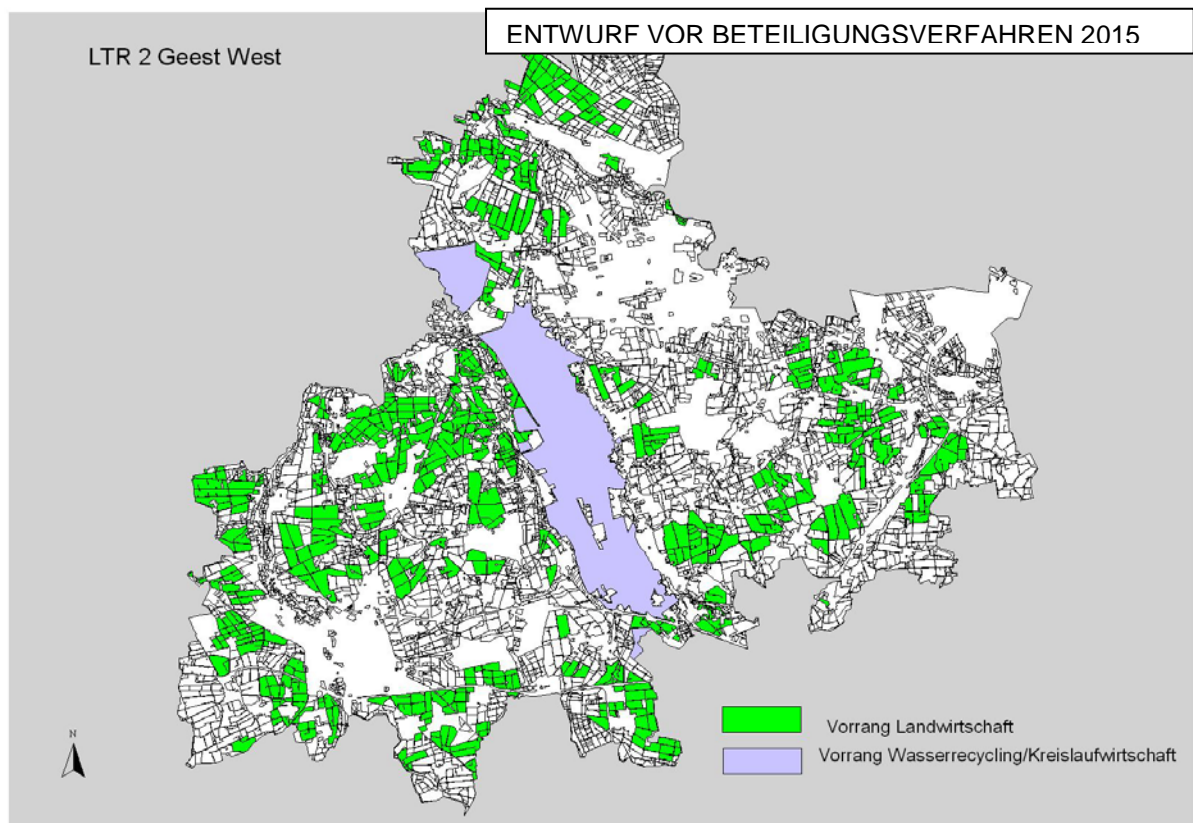 ENTWURF VOR BETEILIGUNGSVERFAHREN 2015
LTR 2 Geest West
Vorrang Landwirtschaft
Vorrang Wasserrecycling/Kreislaufwirtschaft
N